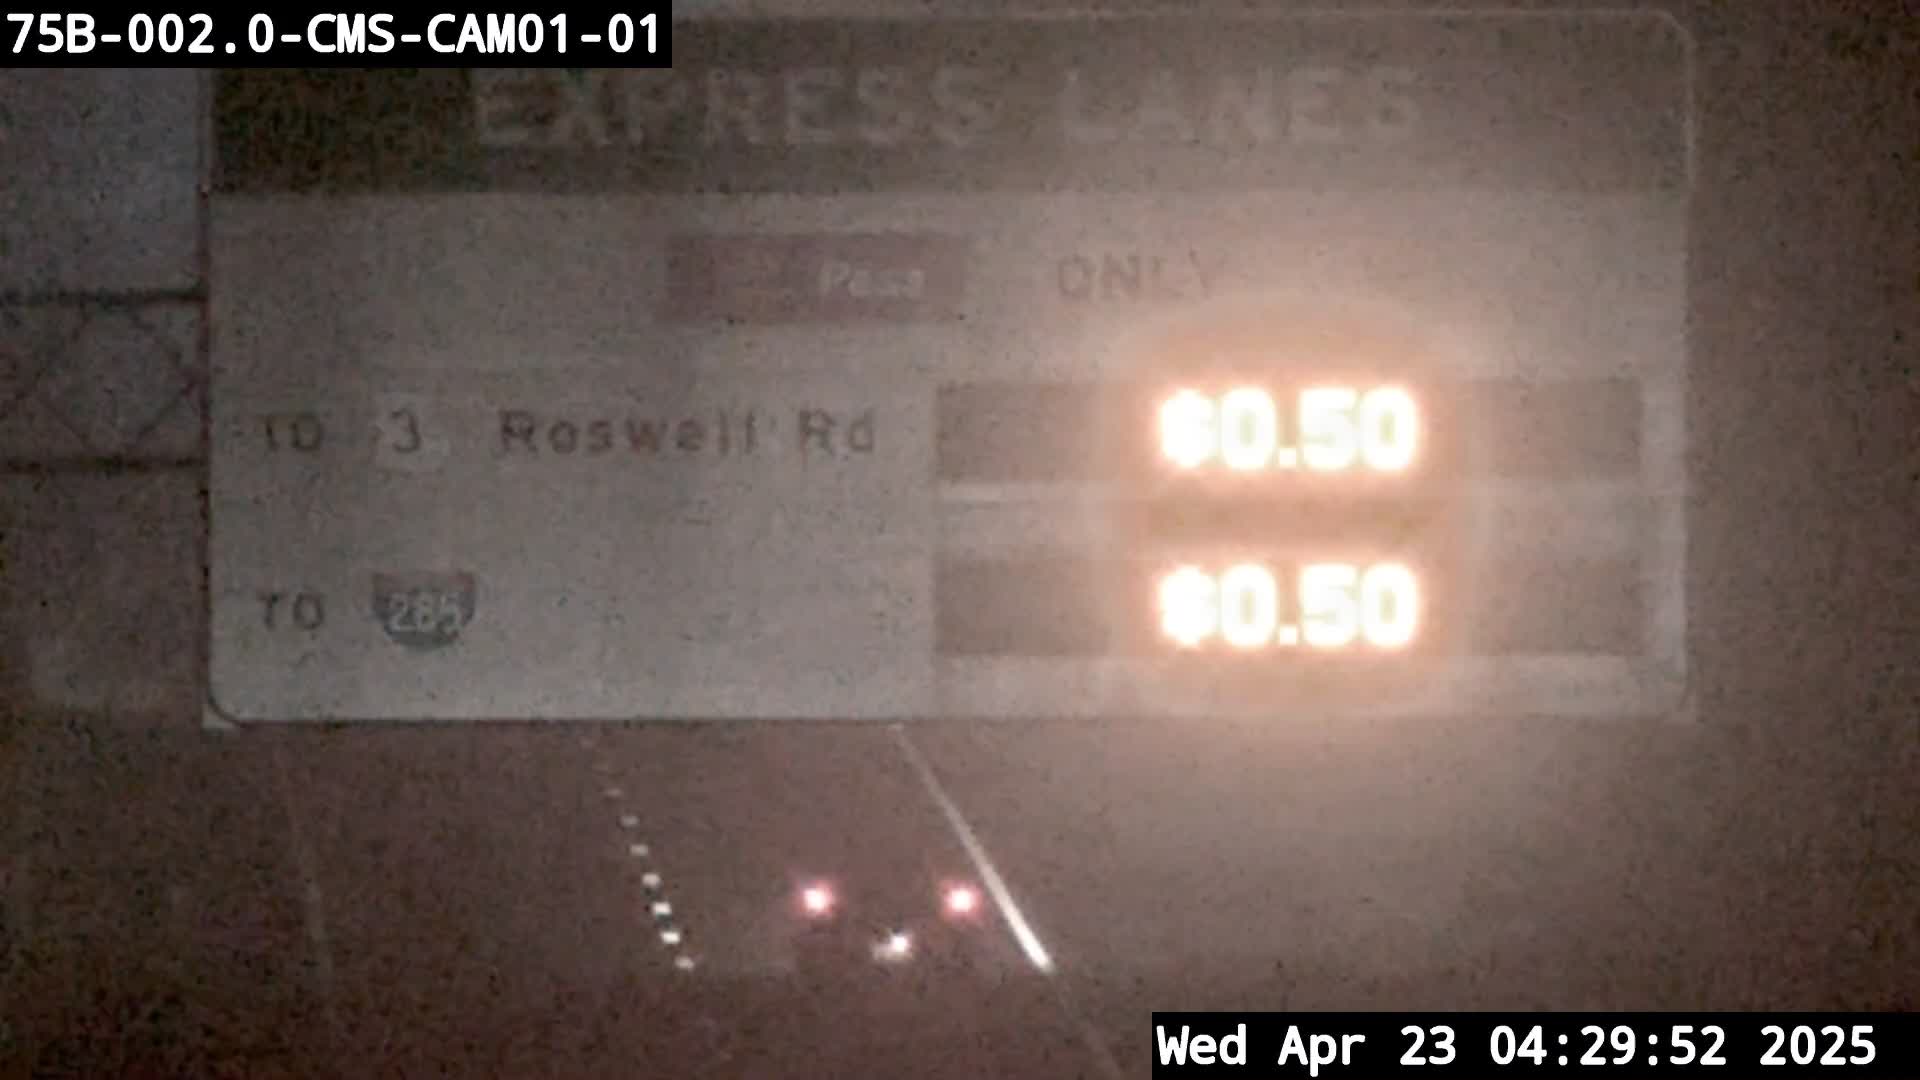 75B-002.0-CMS-CAM01-01
EXPRESS LANES
Pass ONLY
TO 3 Roswell Rd $0.50
TO 285 $0.50
Wed Apr 23 04:29:52 2025